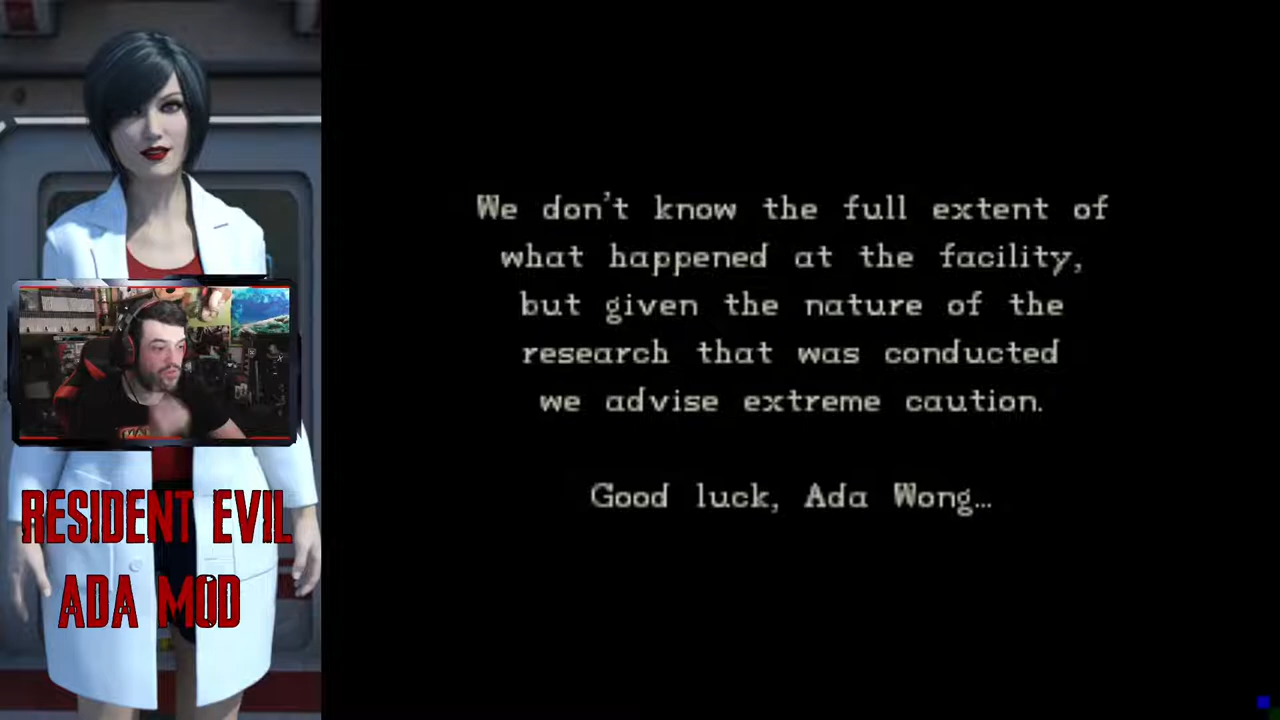 We don't know the full extent of
what happened at the facility,
but given the nature of the
research that was conducted
we advise extreme caution.
Good luck, Ada Wong…
RESIDENT EVIL
ADA MOD